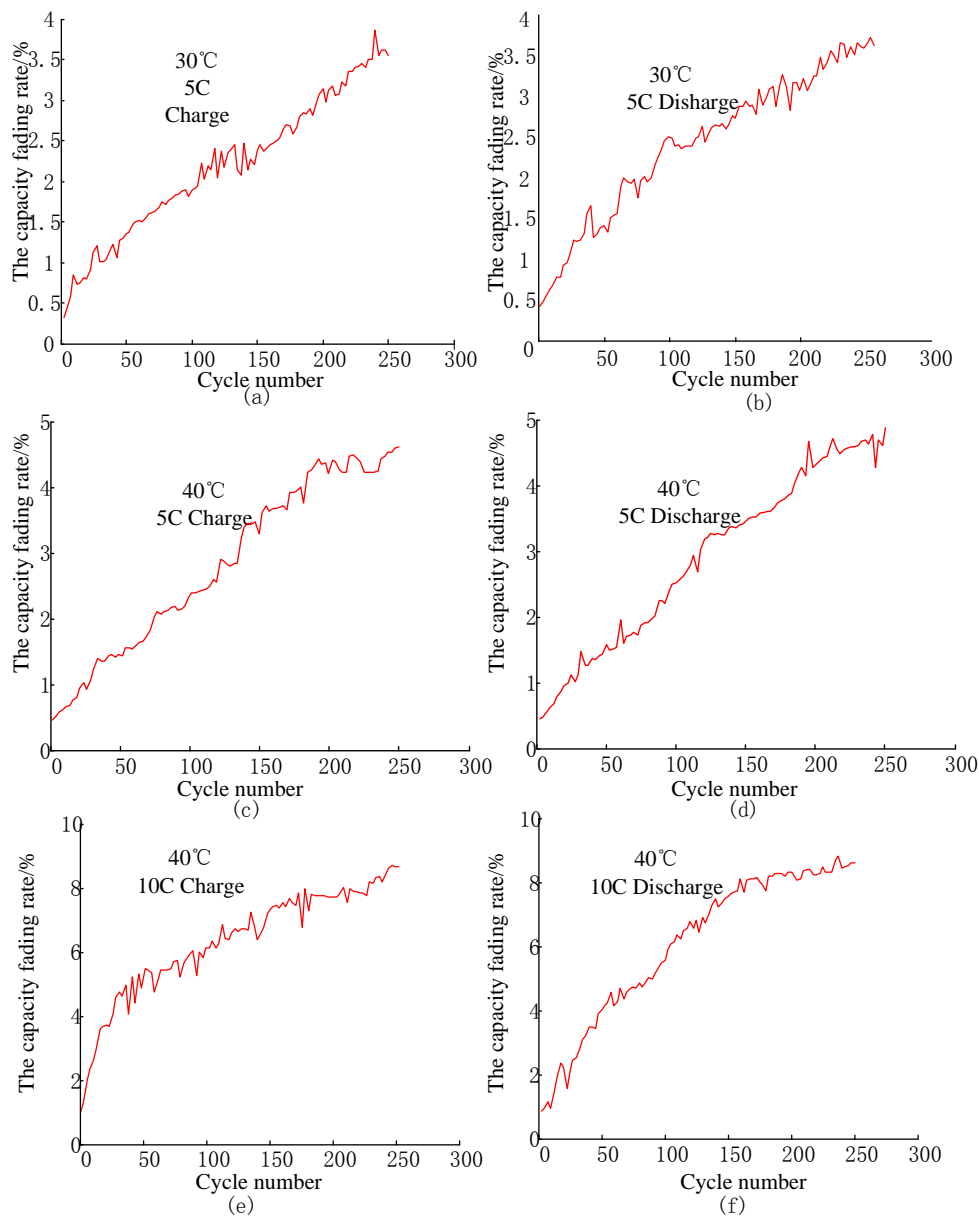 The capacity fading rate/%
4
3.5
3
2.5
2
1.5
1
0.5
0
30℃
5C
Charge
0 50 100 150 200 250 300
Cycle number
(a)
The capacity fading rate/%
4
3.5
3
2.5
2
1.5
1
0.5
0
30℃
5C Disharge
50 100 150 200 250 300
Cycle number
(b)
The capacity fading rate/%
5
4
3
2
1
0
40℃
5C Charge
0 50 100 150 200 250 300
Cycle number
(c)
The capacity fading rate/%
5
4
3
2
1
0
40℃
5C Discharge
0 50 100 150 200 250 300
Cycle number
(d)
The capacity fading rate/%
10
8
6
4
2
0
40℃
10C Charge
0 50 100 150 200 250 300
Cycle number
(e)
The capacity fading rate/%
10
8
6
4
2
0
40℃
10C Discharge
0 50 100 150 200 250 300
Cycle number
(f)